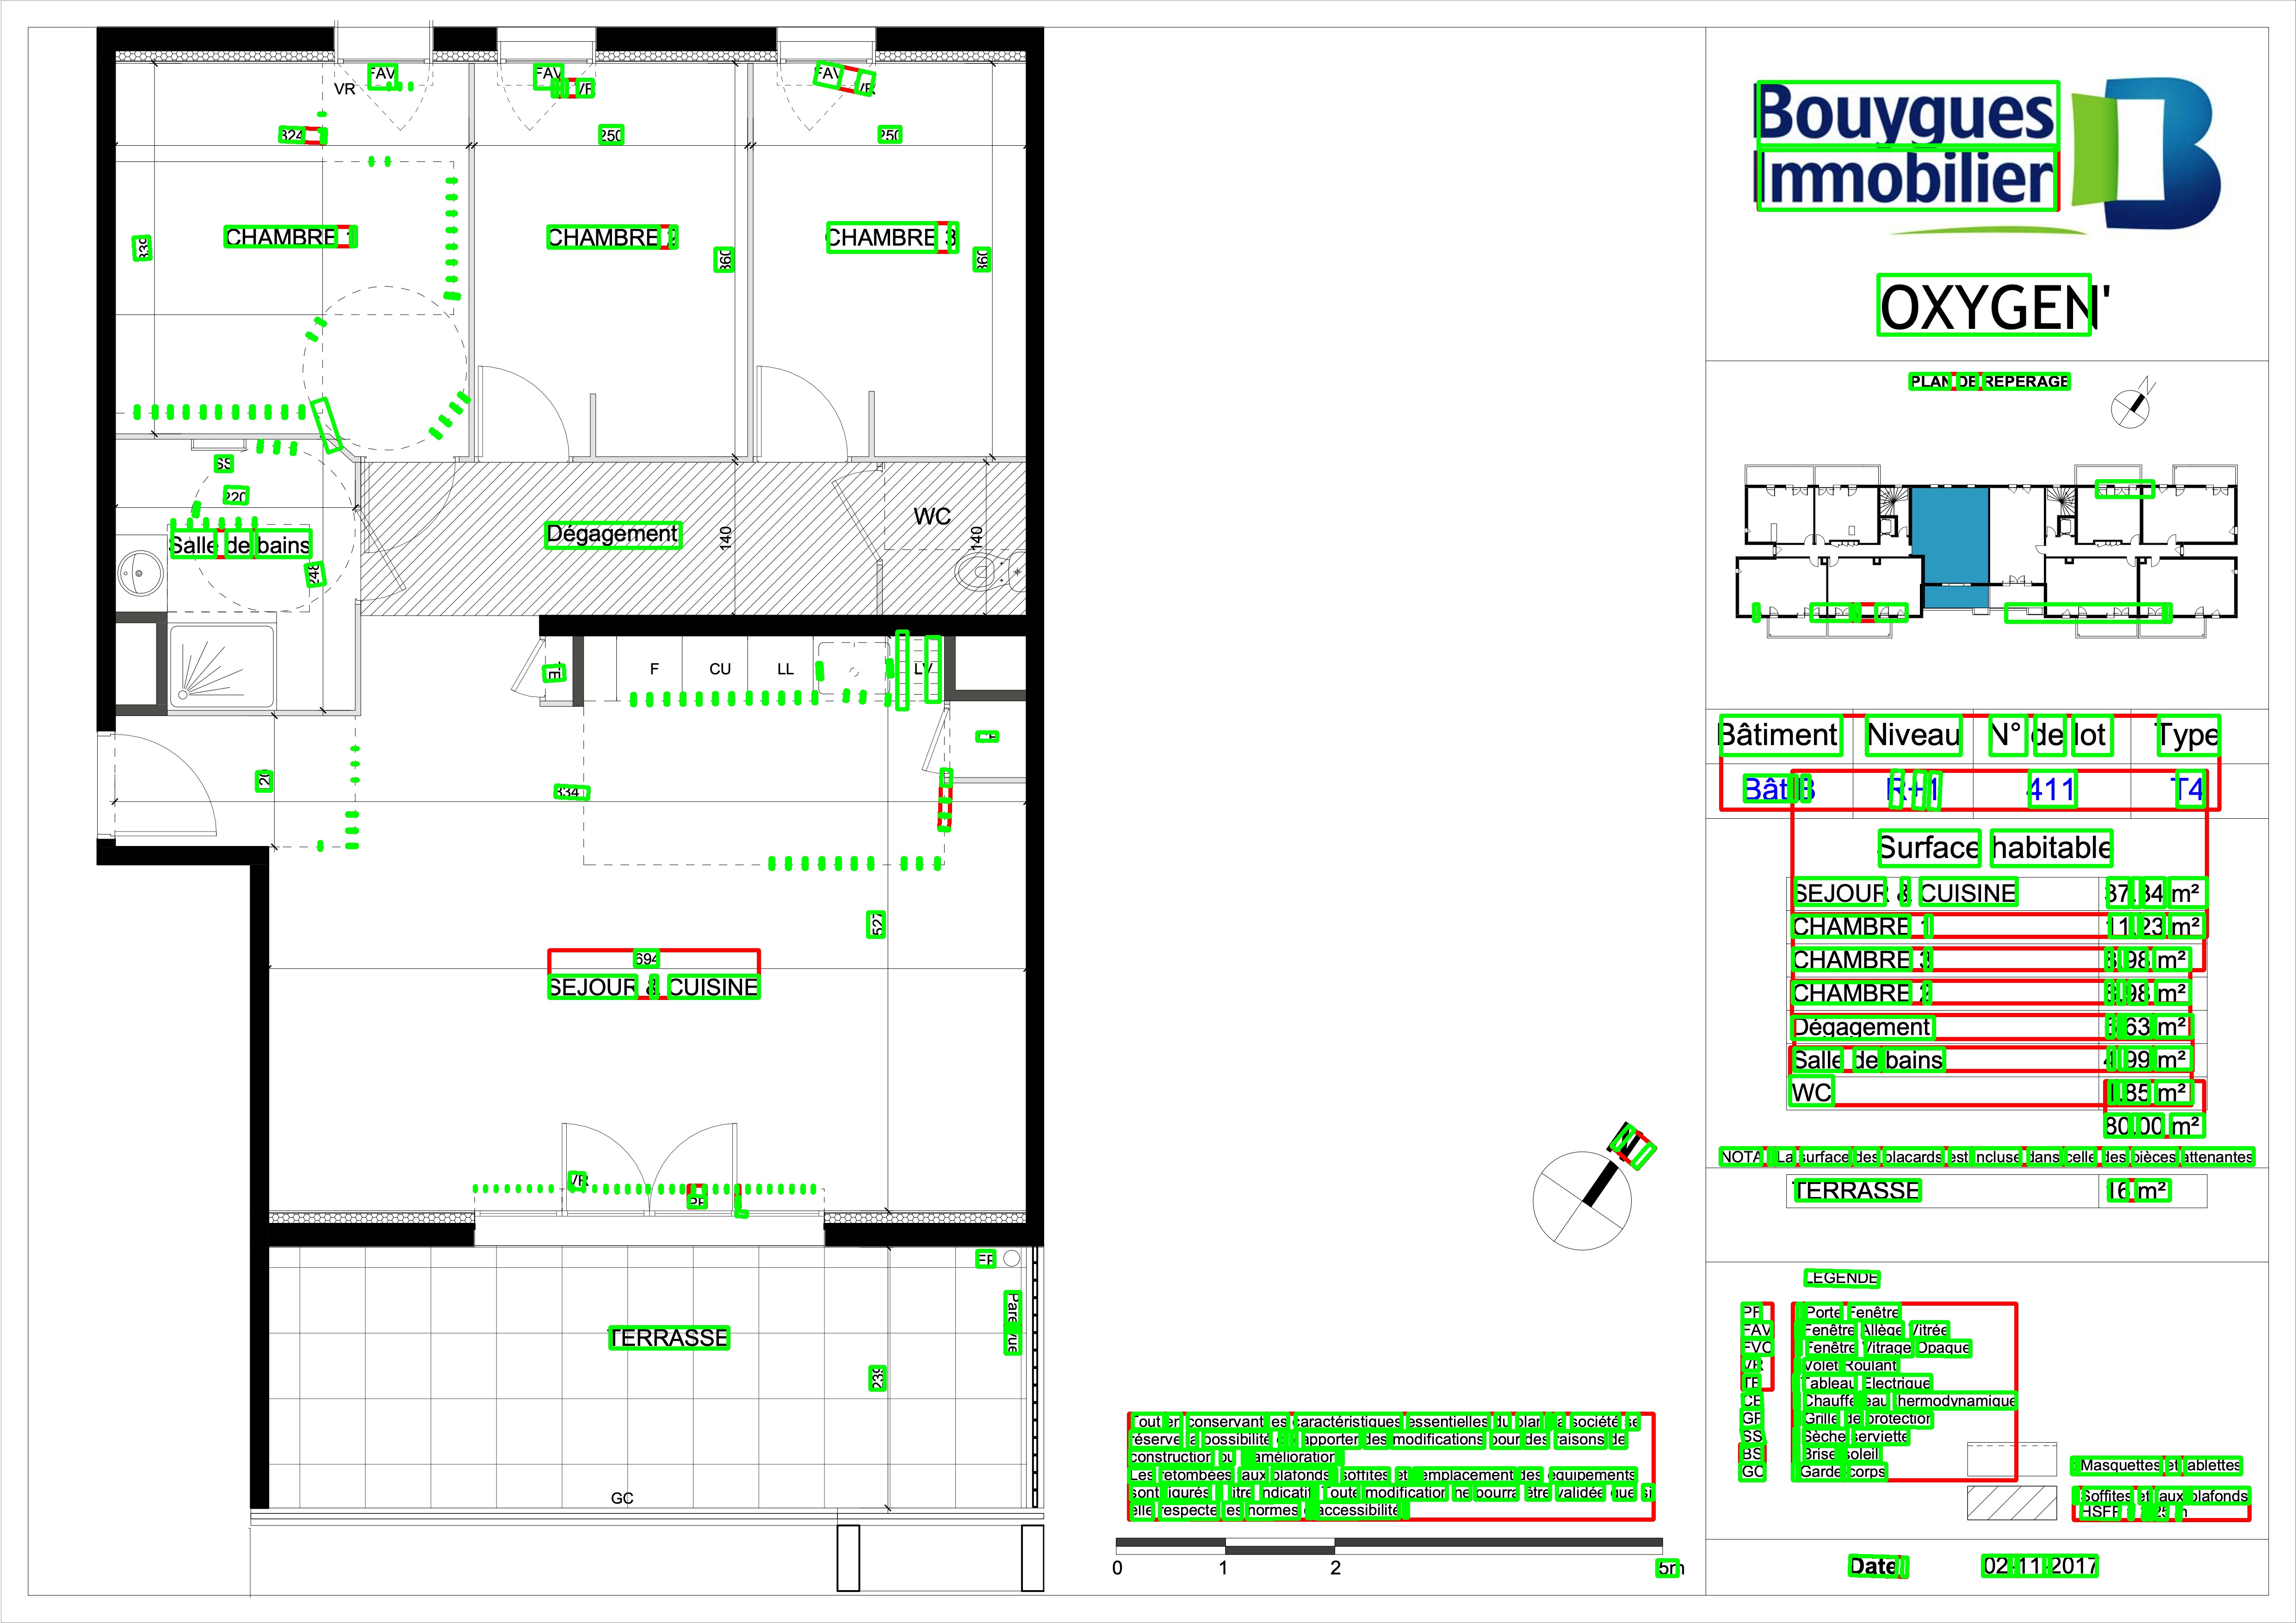 FAV
VR
FAV
VR
FAV
VR
324
250
250
CHAMBRE 1
CHAMBRE 2
CHAMBRE 3
339
360
360
SS
220
Salle de bains
248
Dégagement
140
WC
140
TE
F
CU
LL
LV
120
834
527
694
SEJOUR & CUISINE
VR
PF
EP
Pare vue
TERRASSE
239
GC
N
Tout en conservant les caractéristiques essentielles du plan, la société se
réserve la possibilité d'y apporter des modifications pour des raisons de
construction ou d'amélioration.
Les retombées, faux plafonds, soffites et emplacement des équipements
sont figurés à titre indicatif. Toute modification ne pourra être validée que si
elle respecte les normes d'accessibilité.
0 1 2 5m
Bouygues
Immobilier
OXYGEN'
PLAN DE REPERAGE
N
Bâtiment Niveau N° de lot Type
Bât B R+1 411 T4
Surface habitable
SEJOUR & CUISINE 37.34 m²
CHAMBRE 1 11.23 m²
CHAMBRE 3 8.98 m²
CHAMBRE 2 8.98 m²
Dégagement 6.63 m²
Salle de bains 4.99 m²
WC 1.85 m²
80.00 m²
NOTA : La surface des placards est incluse dans celle des pièces attenantes
TERRASSE 16 m²
LEGENDE
PF : Porte Fenêtre
FAV : Fenêtre Allège Vitrée
FVO : Fenêtre Vitrage Opaque
VR : Volet Roulant
TE : Tableau Electrique
CE : Chauffe eau thermodynamique
GP : Grille de protection
SS : Sèche serviette
BS : Brise soleil
GC : Garde-corps
: Masquettes et tablettes
: Soffites et faux plafonds
Date : 02-11-2017